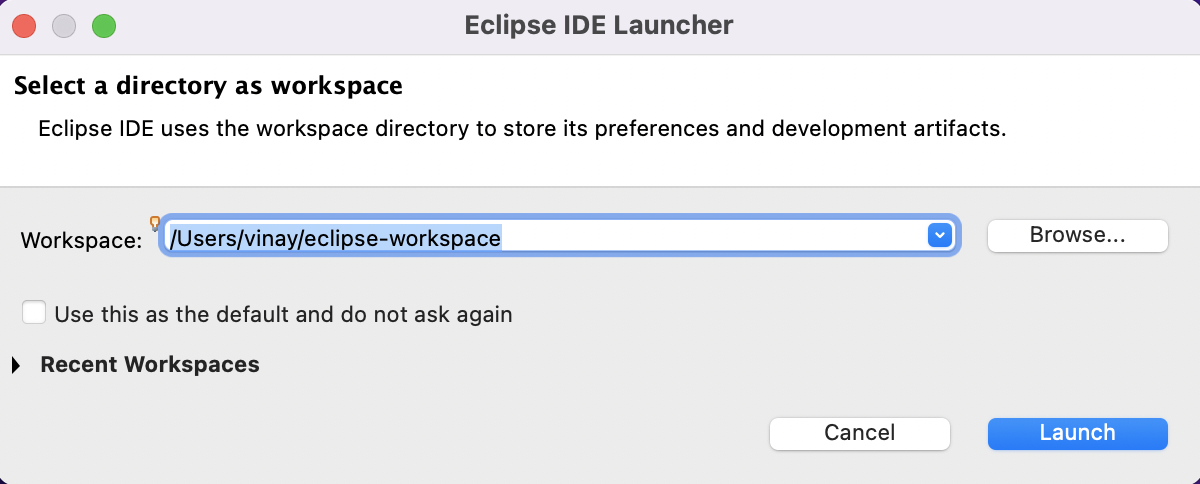 Eclipse IDE Launcher
Select a directory as workspace
Eclipse IDE uses the workspace directory to store its preferences and development artifacts.
Workspace: /Users/vinay/eclipse-workspace Browse...
Use this as the default and do not ask again
Recent Workspaces
Cancel Launch